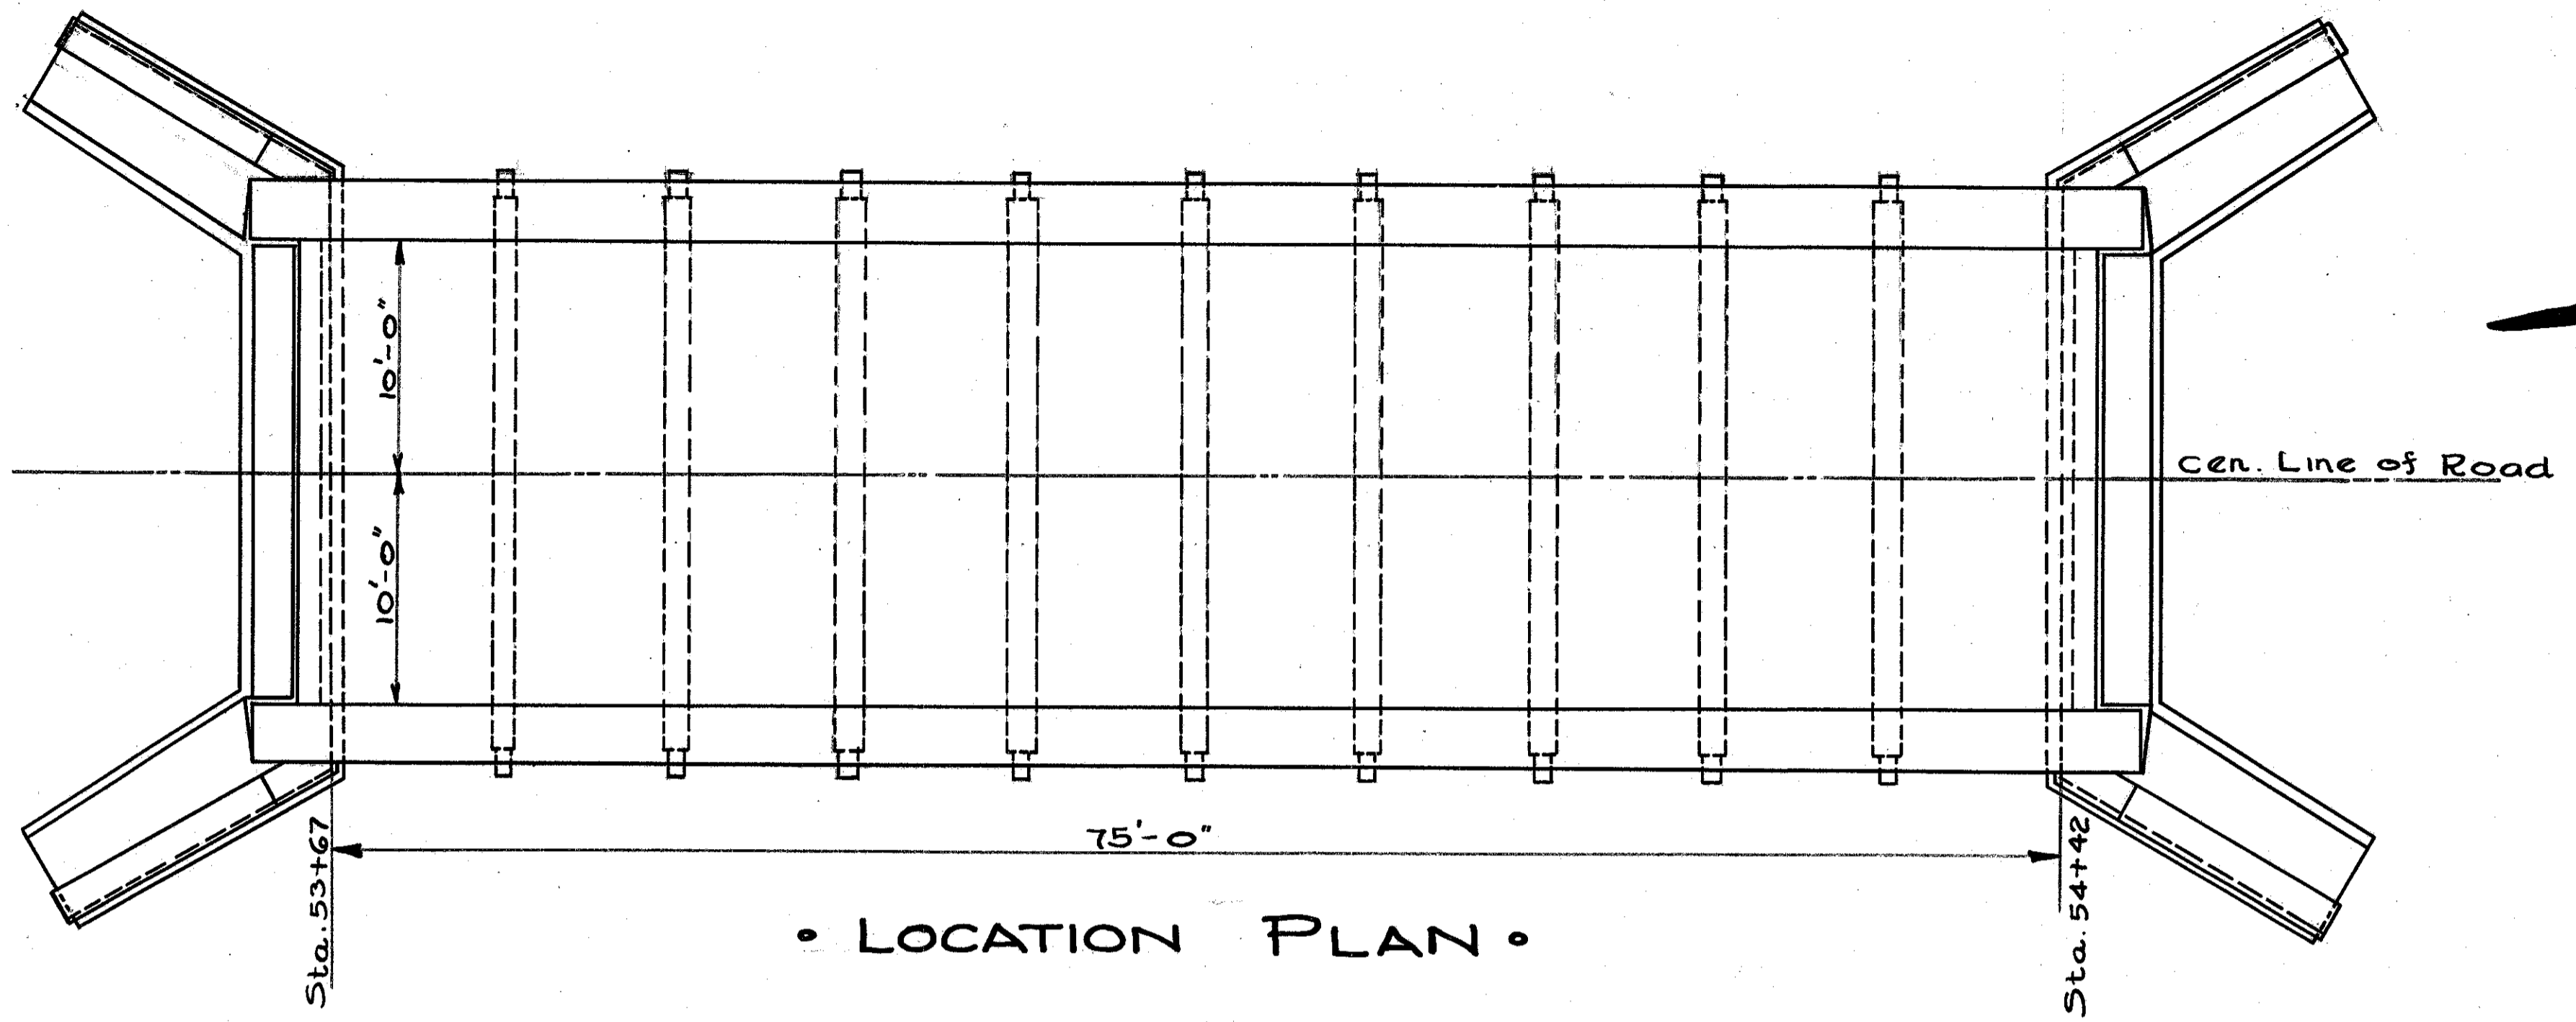 10'-0"
10'-0"
cen. Line of Road
75'-0"
Sta. 53+67
Sta. 54+42
• LOCATION PLAN •